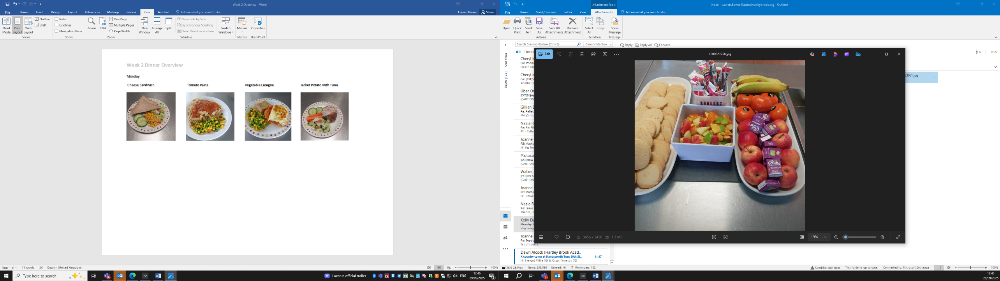 Week 2 Overview - Word
File Home Insert Design Layout References Mailings Review View Acrobat Tell me what you want to do...
Lauren Bower Share
Read Mode
Print Layout
Web Layout
Outline
Draft
Views
Ruler
Gridlines
Navigation Pane
Show
Zoom
100%
One Page
Multiple Pages
Page Width
Zoom
New Window
Arrange All
Split
View Side by Side
Synchronous Scrolling
Reset Window Position
Window
Switch Windows
Macros
Macros
Properties
SharePoint
Week 2 Dinner Overview
Monday
Cheese Sandwich Tomato Pasta Vegetable Lasagne Jacket Potato with Tuna
Page 1 of 1 11 words English (United Kingdom) 100%
Attachment Tools
Inbox - Lauren.Bower@astreahartleybrook.org - Outlook
File Home Send / Receive Folder View Attachments Tell me what you want to do...
Open
Quick Print
Send To
Save As
Save All Attachments
Remove Attachment
Actions
Select All
Copy
Selection
Show Message
Message
Search Current Mailbox (Ctrl+E) Current Mailbox
Reply Reply All Forward
6 11:22
All Unrea
Sent Items
Drafts [144]
Cheryl K
Fw: Phoni
Please add
Cheryl K
Fw: [EXT]S
Another st
Uber On
[EXT]Enjoy
[CAUTION
Gillian B
Re: Reflect
MA y5 sho
Nazia R
Re: Re: RE
FYI - Calle
Joanne
RE: Maths
Hi Yes for
Protoco
[EXT]How
[CAUTION
Walker,
[EXT]RE: A
[CAUTION
Joanne
RE: Maths
Hi I have
Nazia R
Re: Leave
Thanks, I a
Kelly Dy
Monday. V
Veg lasag
Joanne
Re: Suppo
Yes of course.
Dawn Alcock (Hartley Brook Acad...
X country comp at Handsworth Tues 30th St... 11:17
Hi I've got Millie (Y6) & Oscar Forrest's (Y3)
Edit
1000021958.jpg
21961.jpg
Fruits
Raisins
3456 x 3456 1.3 MB
19%
26.9 GB Free Items: 238,096 Unread: 16 Reminders: 152
Send/Receive error This folder is up to date. Connected to: Microsoft Exchange 100%
Type here to search
Lazarus official trailer
ENG
12:46
29/09/2025
2
12:46
29/09/2025